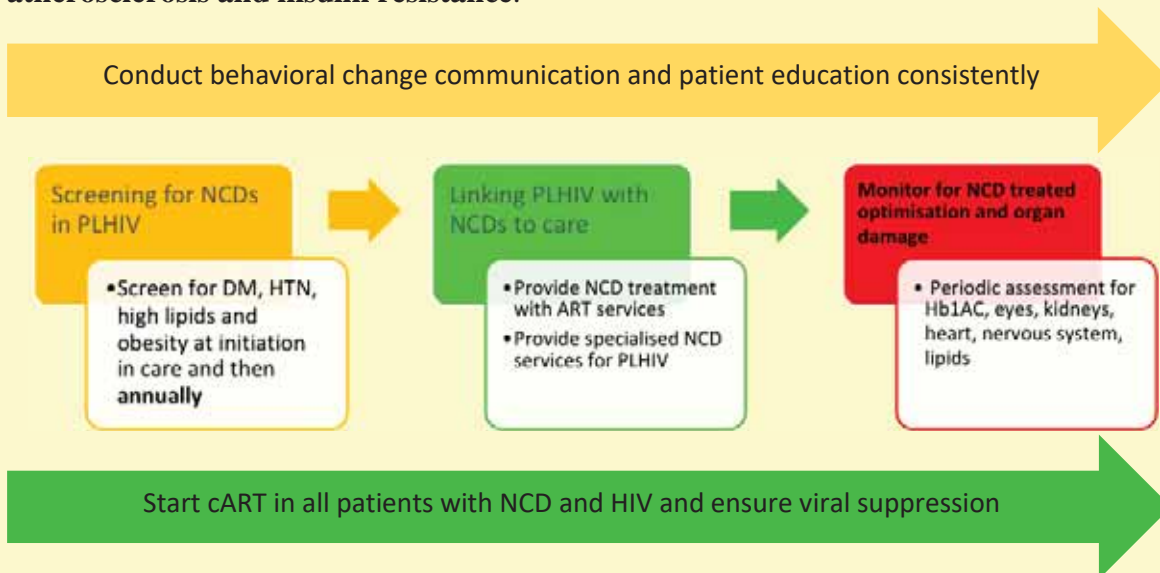 atherosclerosis and insulin resistance.
Conduct behavioral change communication and patient education consistently
Screening for NCDs
in PLHIV
•Screen for DM, HTN,
high lipids and
obesity at initiation
in care and then
annually
Linking PLHIV with
NCDs to care
•Provide NCD treatment
with ART services
•Provide specialised NCD
services for PLHIV
Monitor for NCD treated
optimisation and organ
damage
• Periodic assessment for
Hb1AC, eyes, kidneys,
heart, nervous system,
lipids
Start cART in all patients with NCD and HIV and ensure viral suppression